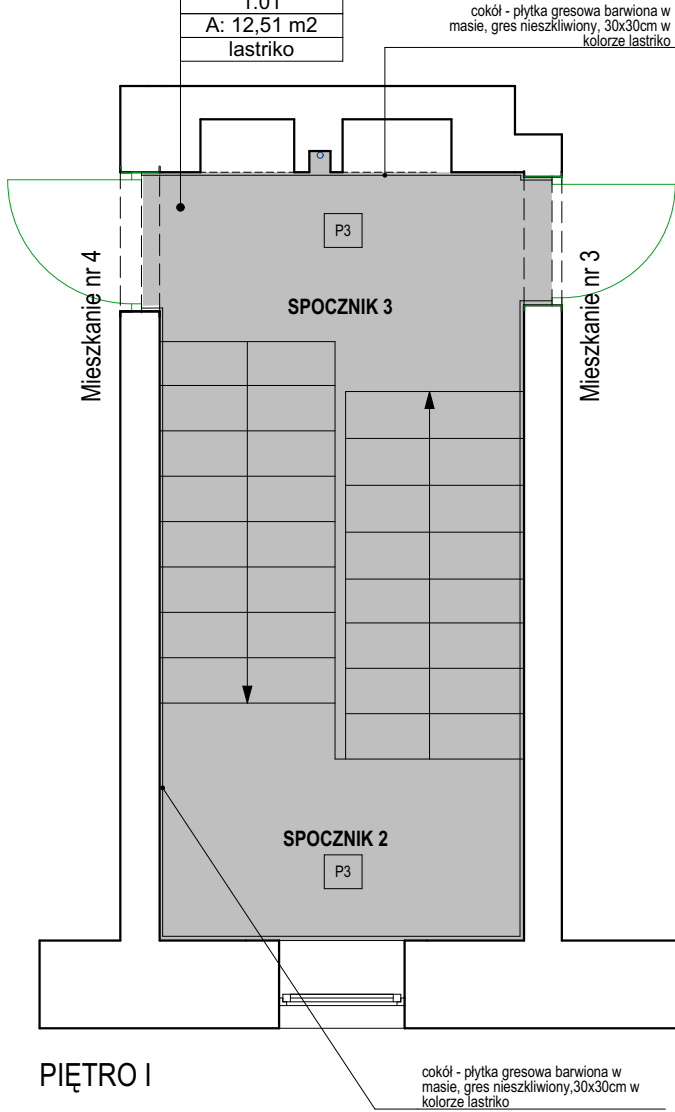 1.01
A: 12,51 m2
lastriko
cokół - płytka gresowa barwiona w
masie, gres nieszkliwiony, 30x30cm w
kolorze lastriko
P3
Mieszkanie nr 4
Mieszkanie nr 3
SPOCZNIK 3
SPOCZNIK 2
P3
PIĘTRO I
cokół - płytka gresowa barwiona w
masie, gres nieszkliwiony,30x30cm w
kolorze lastriko